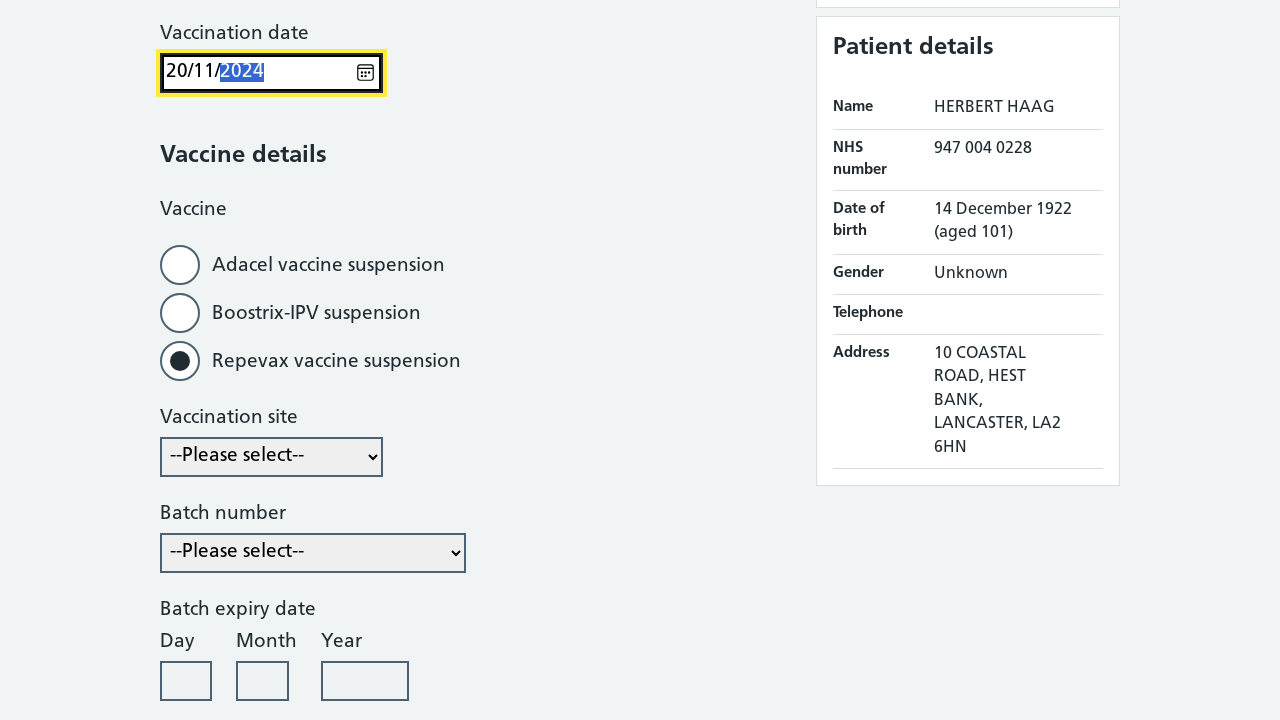 Vaccination date
20/11/2024
Vaccine details
Vaccine
Adacel vaccine suspension
Boostrix-IPV suspension
Repevax vaccine suspension
Vaccination site
--Please select--
Batch number
--Please select--
Batch expiry date
Day Month Year
Patient details
Name HERBERT HAAG
NHS 947 004 0228
number
Date of 14 December 1922
birth (aged 101)
Gender Unknown
Telephone
Address 10 COASTAL
ROAD, HEST
BANK,
LANCASTER, LA2
6HN